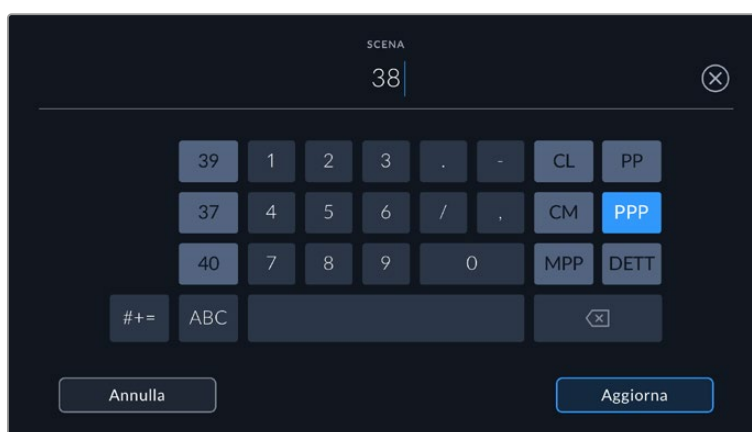 SCENA
38
39 1 2 3 . - CL PP
37 4 5 6 / , CM PPP
40 7 8 9 0 MPP DETT
#+= ABC
Annulla Aggiorna